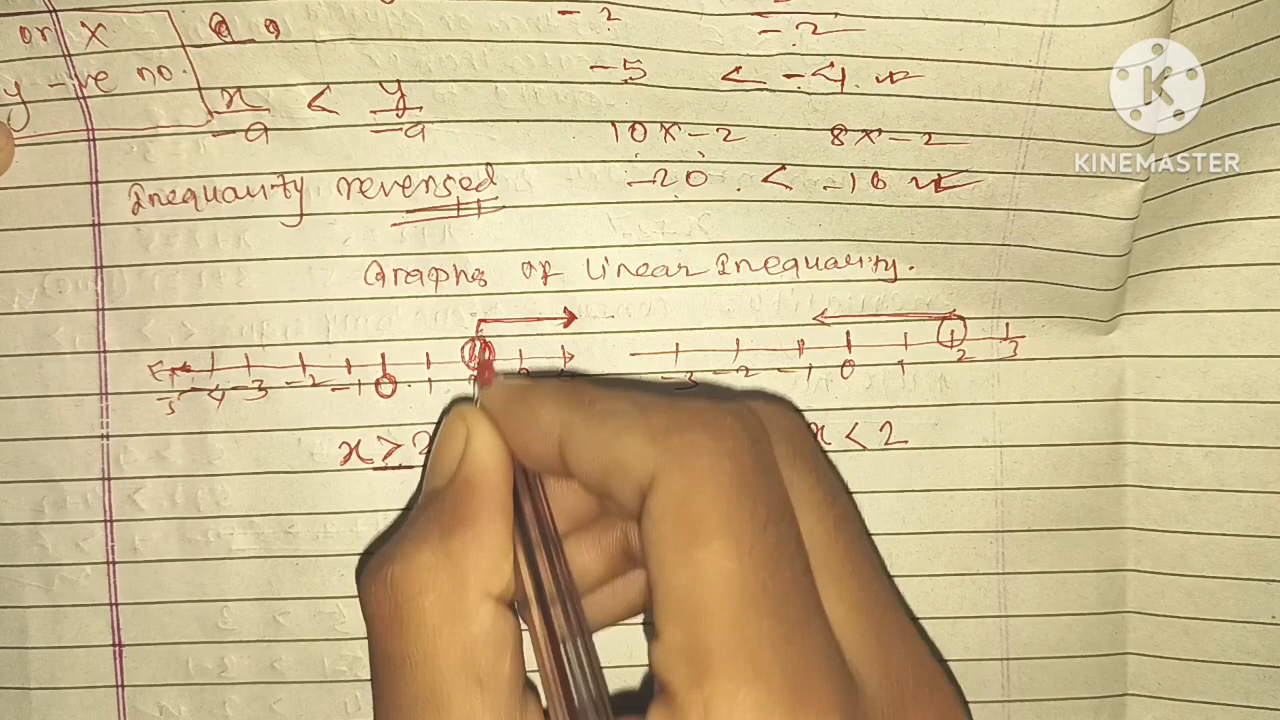 or x
y -ve no.
x/-a < y/-a
-2 -2
-5 < -4
10x-2 8x-2
-20 < -16
Inequality reversed
Graphs of Linear Inequality.
-5 -4 -3 -2 -1 0 1
-3 -2 -1 0 1 2 3
x ≥ 2
x < 2
KINEMASTER